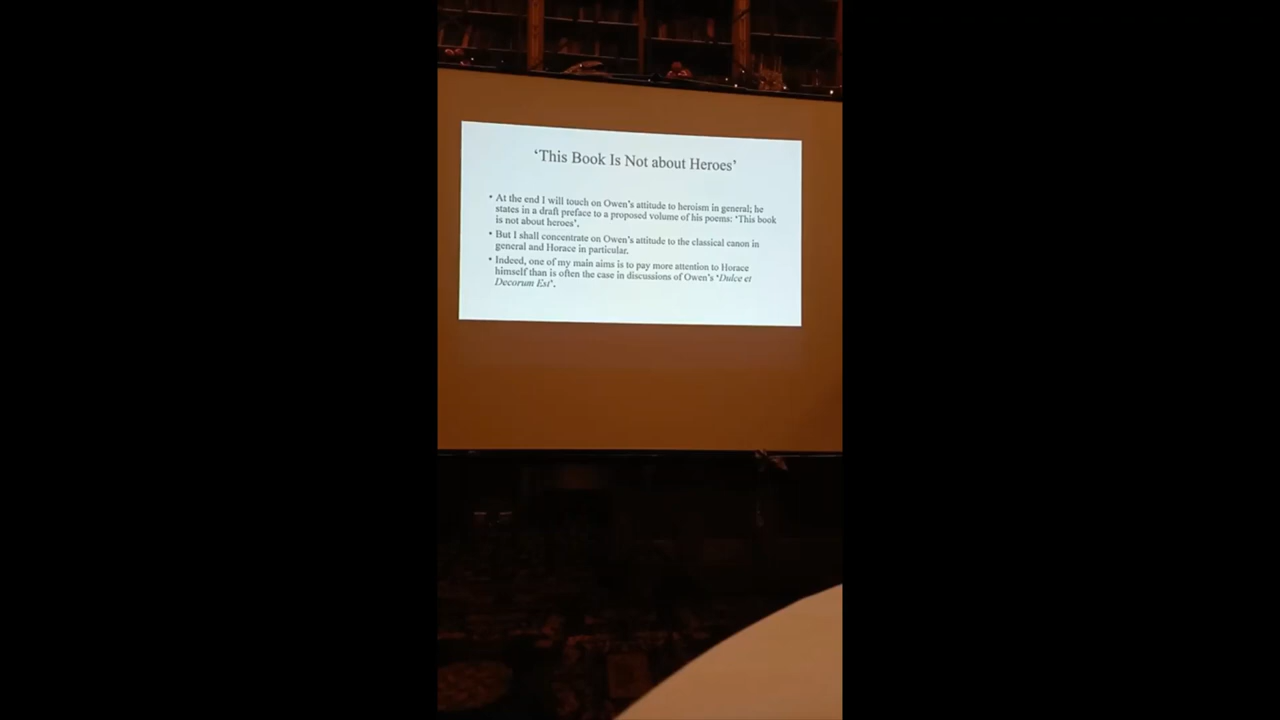 ‘This Book Is Not about Heroes’
• At the end I will touch on Owen’s attitude to heroism in general; he
states in a draft preface to a proposed volume of his poems: ‘This book
is not about heroes’.
• But I shall concentrate on Owen’s attitude to the classical canon in
general and Horace in particular.
• Indeed, one of my main aims is to pay more attention to Horace
himself than is often the case in discussions of Owen’s ‘Dulce et
Decorum Est’.